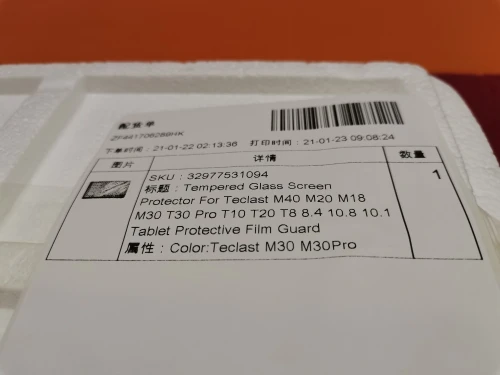 配货单
ZF441706288HK
下单时间：21-01-22 02:13:36 打印时间：21-01-23 09:08:24
图片 详情 数量
SKU : 32977531094 1
标题 : Tempered Glass Screen
Protector For Teclast M40 M20 M18
M30 T30 Pro T10 T20 T8 8.4 10.8 10.1
Tablet Protective Film Guard
属性 : Color:Teclast M30 M30Pro